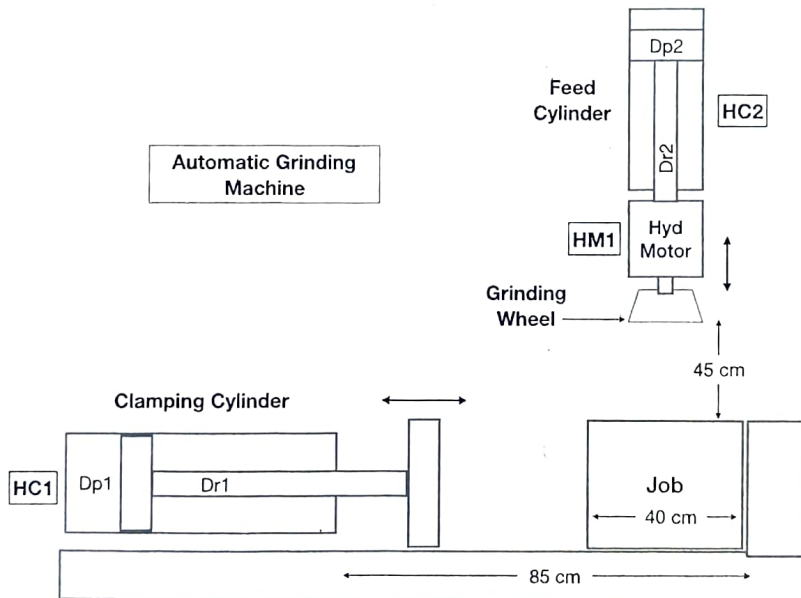 Dp2
Feed
Cylinder
HC2
Dr2
Automatic Grinding
Machine
HM1
Hyd
Motor
Grinding
Wheel
45 cm
Clamping Cylinder
HC1
Dp1
Dr1
Job
40 cm
85 cm